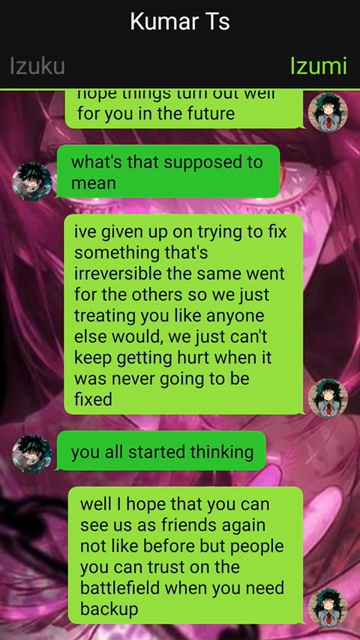 Kumar Ts
Izuku
Izumi
hope things turn out well
for you in the future
what's that supposed to
mean
ive given up on trying to fix
something that's
irreversible the same went
for the others so we just
treating you like anyone
else would, we just can't
keep getting hurt when it
was never going to be
fixed
you all started thinking
well I hope that you can
see us as friends again
not like before but people
you can trust on the
battlefield when you need
backup